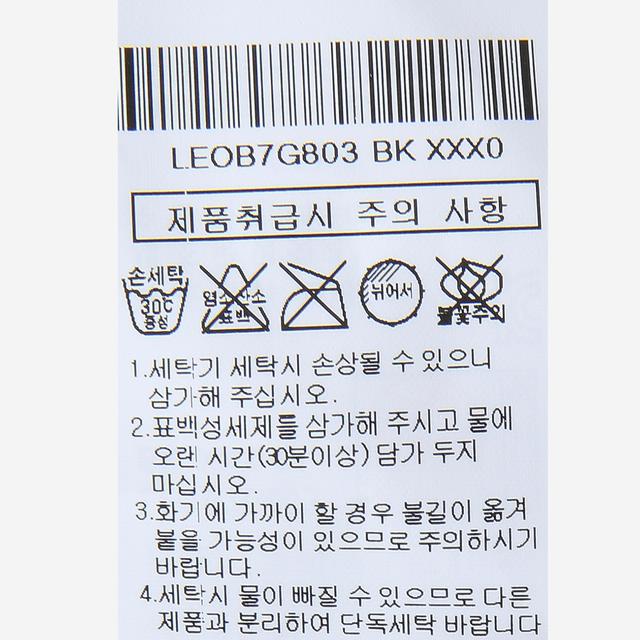 LEOB7G803 BK XXX0
제품취급시 주의 사항
손세탁
30℃
중성
염소산소
표백
뉘어서
불꽃주의
1.세탁기 세탁시 손상될 수 있으니
삼가해 주십시오.
2.표백성세제를 삼가해 주시고 물에
오랜 시간(30분이상) 담가 두지
마십시오.
3.화기에 가까이 할 경우 불길이 옮겨
붙을 가능성이 있으므로 주의하시기
바랍니다.
4.세탁시 물이 빠질 수 있으므로 다른
제품과 분리하여 단독세탁 바랍니다